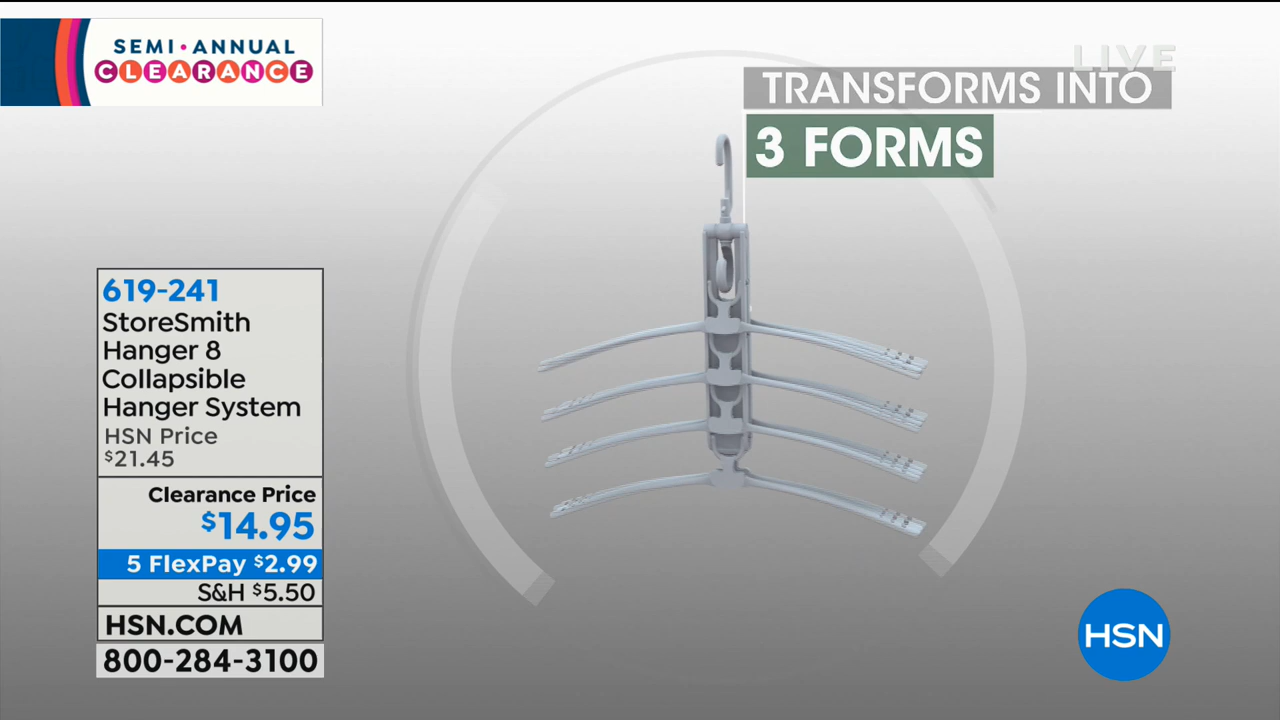 SEMI•ANNUAL
CLEARANCE
LIVE
TRANSFORMS INTO
3 FORMS
619-241
StoreSmith
Hanger 8
Collapsible
Hanger System
HSN Price
$21.45
Clearance Price
$14.95
5 FlexPay $2.99
S&H $5.50
HSN.COM
800-284-3100
HSN